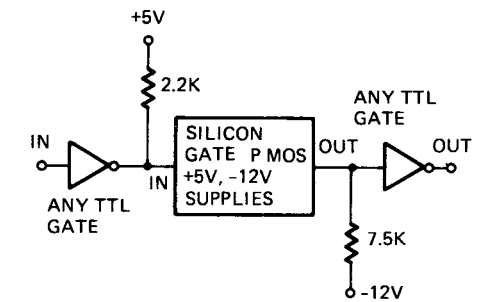 +5V
2.2K
ANY TTL
GATE
IN
SILICON
GATE P MOS
+5V, -12V
SUPPLIES
IN
OUT
OUT
ANY TTL
GATE
7.5K
-12V